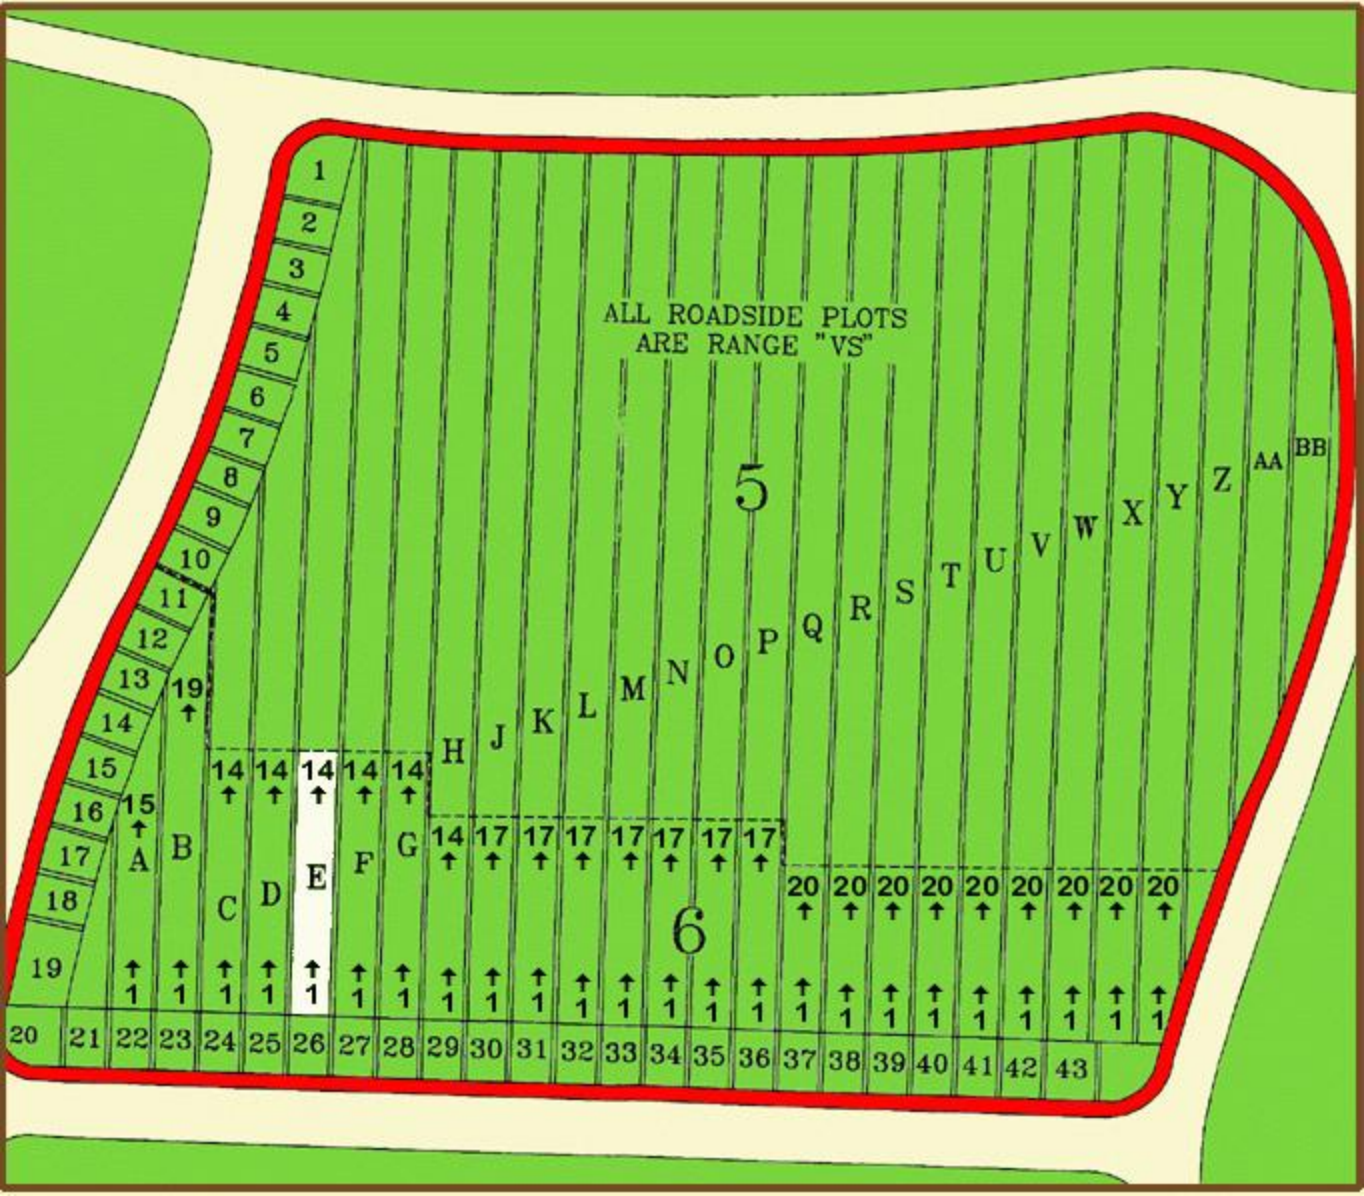 1
2
3
4
5
6
7
8
9
10
11
12
13
14
15
16
17
18
19
ALL ROADSIDE PLOTS
ARE RANGE "VS"
5
H J K L M N O P Q R S T U V W X Y Z AA BB
19
15
14 14 14 14 14
14 17 17 17 17 17 17 17
20 20 20 20 20 20 20 20 20
A B C D E F G
6
↑ ↑ ↑ ↑ ↑ ↑ ↑ ↑ ↑ ↑ ↑ ↑ ↑ ↑ ↑ ↑ ↑ ↑ ↑ ↑ ↑ ↑ ↑ ↑
1 1 1 1 1 1 1 1 1 1 1 1 1 1 1 1 1 1 1 1 1 1 1 1
20 21 22 23 24 25 26 27 28 29 30 31 32 33 34 35 36 37 38 39 40 41 42 43